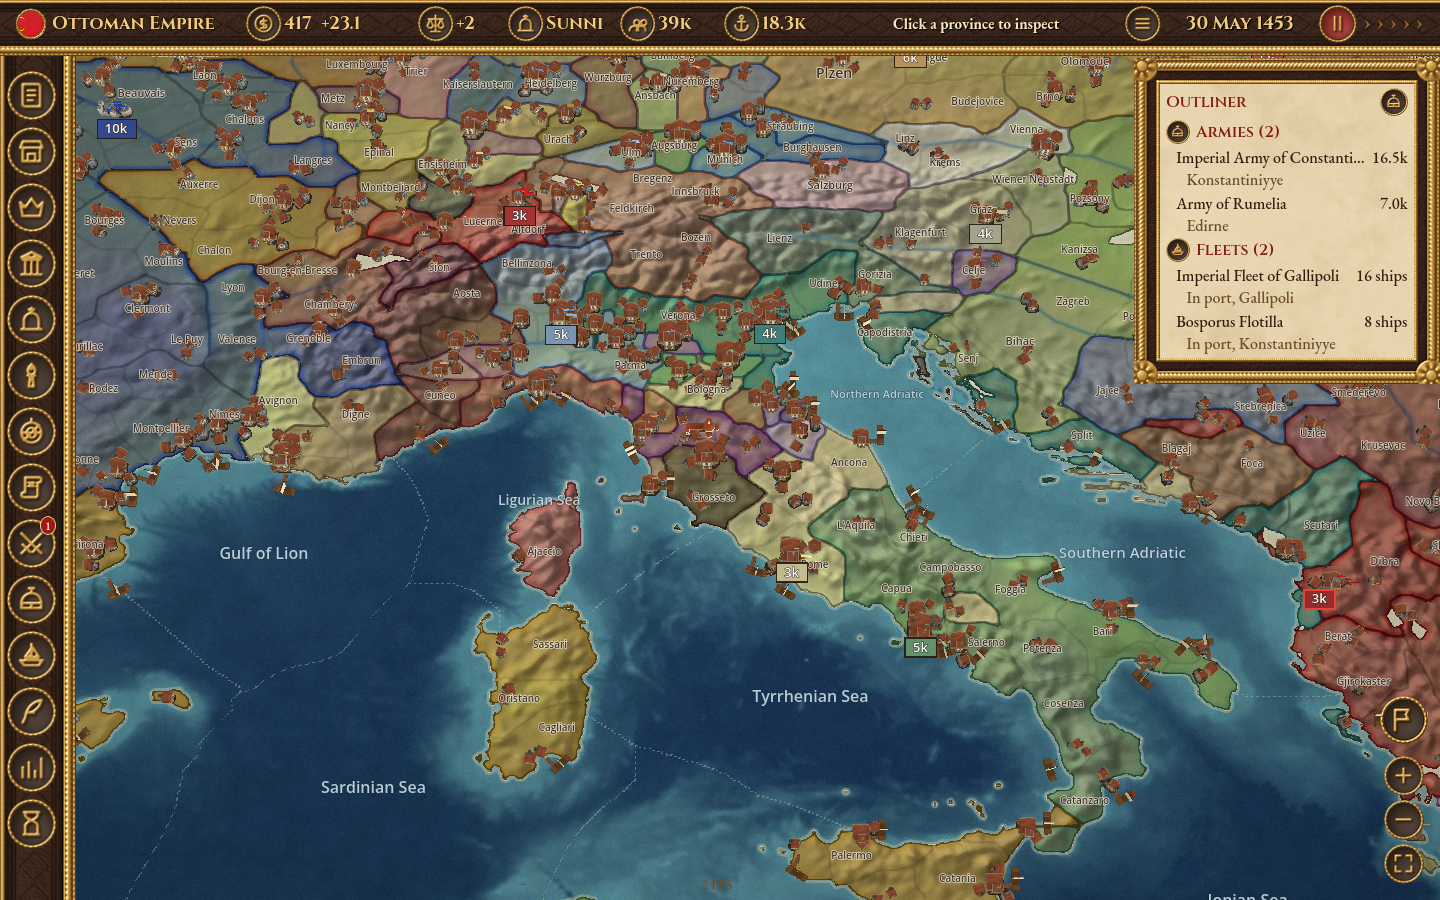 OTTOMAN EMPIRE
417 +23.1
+2
SUNNI
39K
18.3K
Click a province to inspect
30 MAY 1453
OUTLINER
ARMIES (2)
Imperial Army of Constanti... 16.5k
Konstantiniyye
Army of Rumelia 7.0k
Edirne
FLEETS (2)
Imperial Fleet of Gallipoli 16 ships
In port, Gallipoli
Bosporus Flotilla 8 ships
In port, Konstantiniyye
1
Luxembourg
Trier
Laon
Kaiserslautern
Heidelberg
Wurzburg
Nuremberg
Ansbach
Plzen
6k
Olomouc
Beauvais
Metz
Budejovice
Brno
10k
Chalons
Nancy
Sens
Epinal
Urach
Ulm
Augsburg
Straubing
Munich
Burghausen
Linz
Vienna
Krems
Langres
Ensisheim
Auxerre
Montbeliard
Bregenz
Innsbruck
Salzburg
Wiener Neustadt
Pozsony
Dijon
Bourges
Nevers
3k
Lucerne
Altdorf
Feldkirch
Graz
Klagenfurt
4k
Moulins
Chalon
Bozen
Lienz
Kanizsa
Bourg-en-Bresse
Sion
Bellinzona
Trento
Gorizia
Celje
Lyon
Aosta
Udine
Clermont
Chambery
Zagreb
Le Puy
Valence
Grenoble
5k
Verona
4k
Capodistria
Bihac
Mende
Embrun
Parma
Senj
Rodez
Avignon
Cuneo
Bologna
Northern Adriatic
Jajce
Smederevo
Montpellier
Nimes
Digne
Srebrenica
Split
Uzice
Krusevac
Blagaj
Foca
Ancona
Ligurian Sea
Grosseto
L'Aquila
Chieti
Scutari
Gulf of Lion
Ajaccio
Southern Adriatic
Dibra
3k
Campobasso
Capua
Foggia
3k
Bari
Berat
Sassari
5k
Salerno
Potenza
Gjirokaster
Oristano
Tyrrhenian Sea
Cosenza
Cagliari
Sardinian Sea
Catanzaro
Palermo
Catania
Ionian Sea